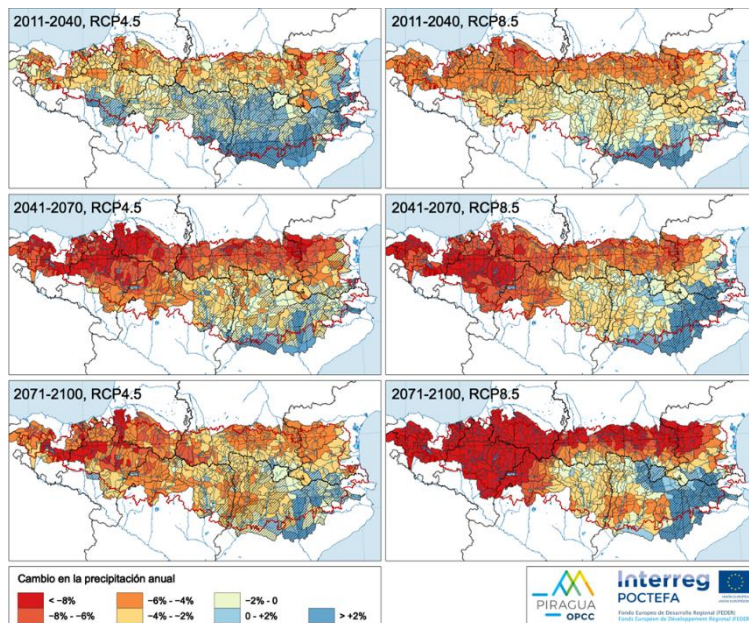 2011-2040, RCP4.5
2011-2040, RCP8.5
2041-2070, RCP4.5
2041-2070, RCP8.5
2071-2100, RCP4.5
2071-2100, RCP8.5
Cambio en la precipitación anual
< −8%
−8% - −6%
−6% - −4%
−4% - −2%
−2% - 0
0 - +2%
> +2%
PIRAGUA
OPCC
Interreg
POCTEFA
Fondo Europeo de Desarrollo Regional (FEDER)
Fonds Européen de Développement Régional (FEDER)